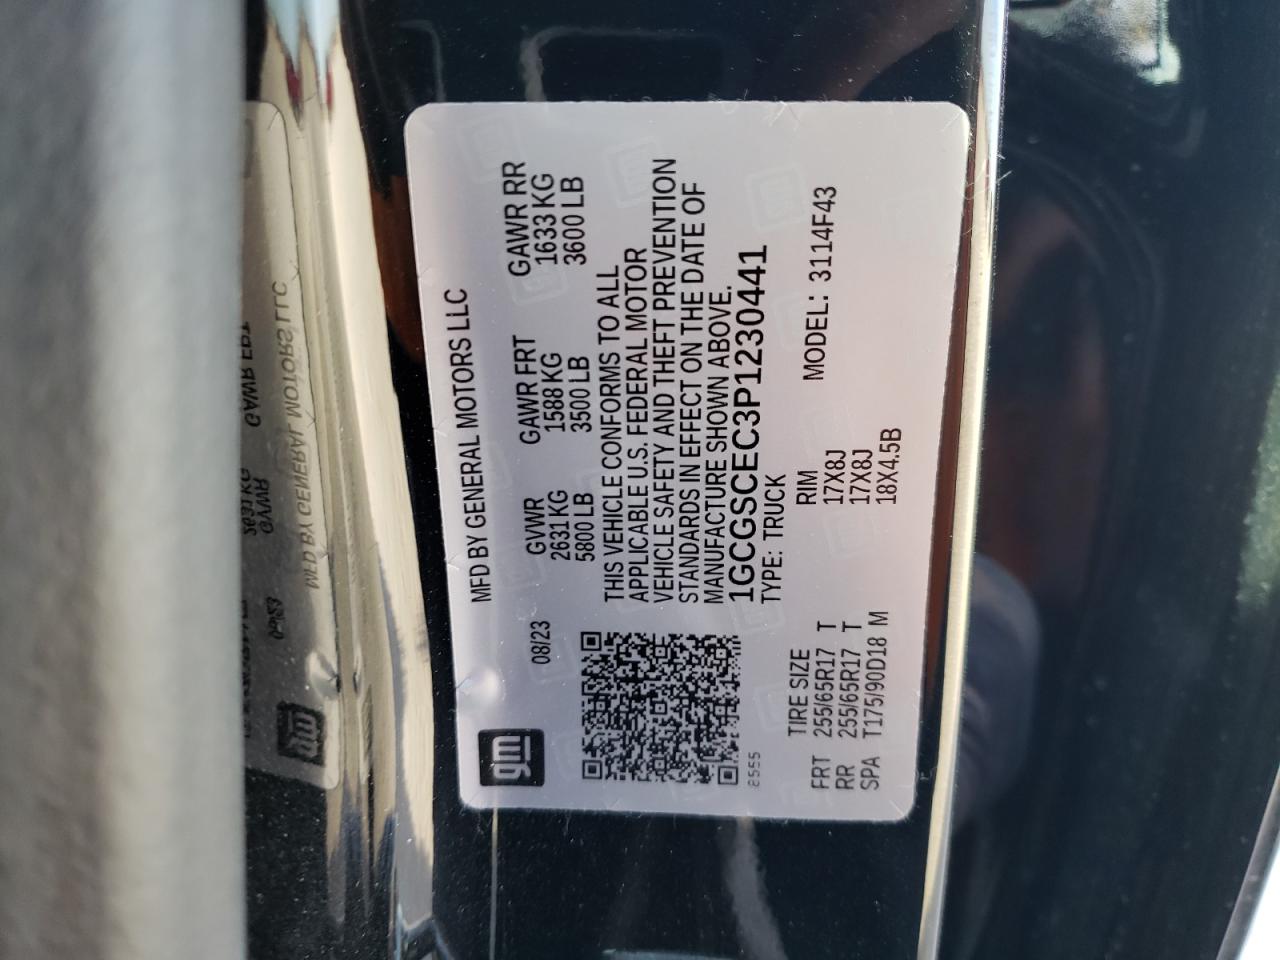 MFD BY GENERAL MOTORS LLC
08/23 GVWR GAWR FRT GAWR RR
2631 KG 1588 KG 1633 KG
5800 LB 3500 LB 3600 LB
THIS VEHICLE CONFORMS TO ALL
APPLICABLE U.S. FEDERAL MOTOR
VEHICLE SAFETY AND THEFT PREVENTION
STANDARDS IN EFFECT ON THE DATE OF
MANUFACTURE SHOWN ABOVE.
1GCGSCEC3P1230441
TYPE: TRUCK
gm
8555
TIRE SIZE RIM MODEL: 3114F43
FRT 255/65R17 T 17X8J
RR 255/65R17 T 17X8J
SPA T175/90D18 M 18X4.5B